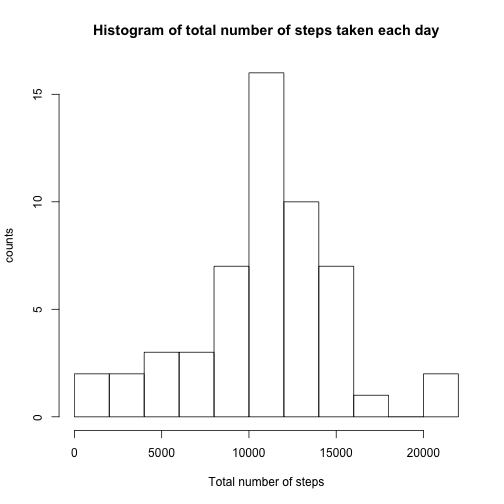 Histogram of total number of steps taken each day
counts
15
10
5
0
0 5000 10000 15000 20000
Total number of steps